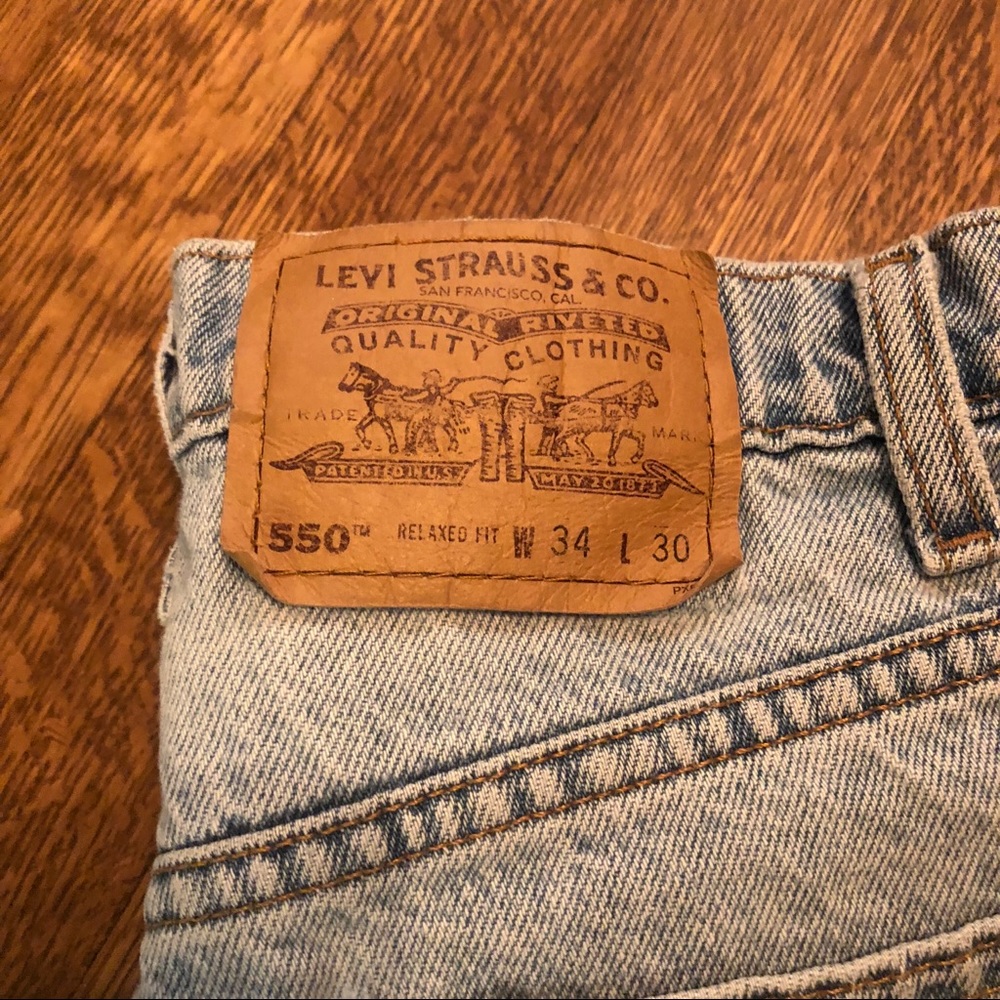 LEVI STRAUSS & CO.
SAN FRANCISCO, CAL.
ORIGINAL RIVETED
QUALITY CLOTHING
TRADE MARK
PATENTED IN U.S. MAY 20 1873
550™ RELAXED FIT W 34 L 30